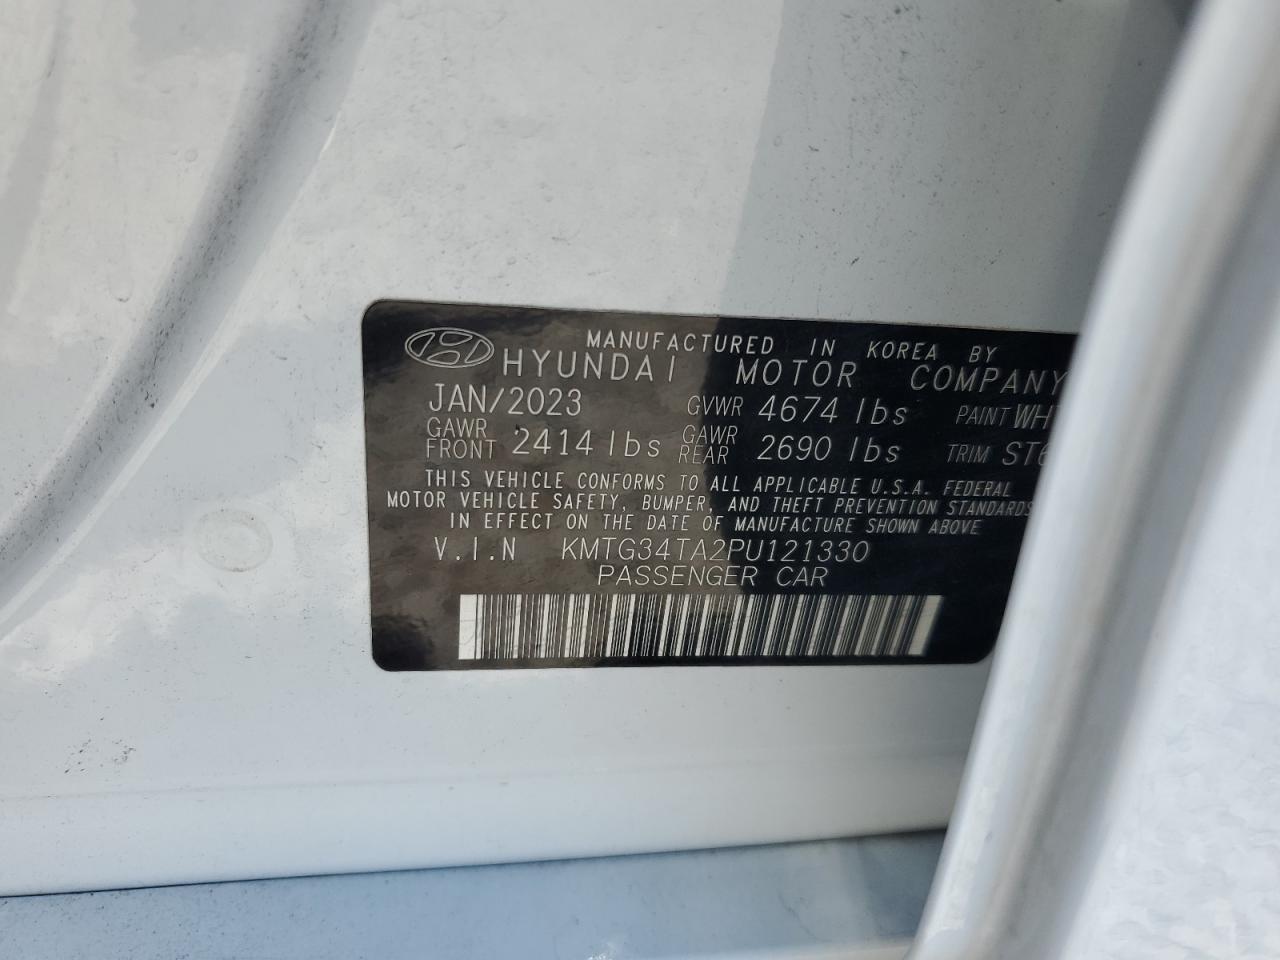 MANUFACTURED IN KOREA BY
HYUNDAI MOTOR COMPANY
JAN/2023 GVWR 4674 lbs PAINT
GAWR FRONT 2414 lbs GAWR REAR 2690 lbs TRIM
THIS VEHICLE CONFORMS TO ALL APPLICABLE U.S.A. FEDERAL
MOTOR VEHICLE SAFETY, BUMPER, AND THEFT PREVENTION STANDARDS
IN EFFECT ON THE DATE OF MANUFACTURE SHOWN ABOVE
V.I.N KMTG34TA2PU121330
PASSENGER CAR